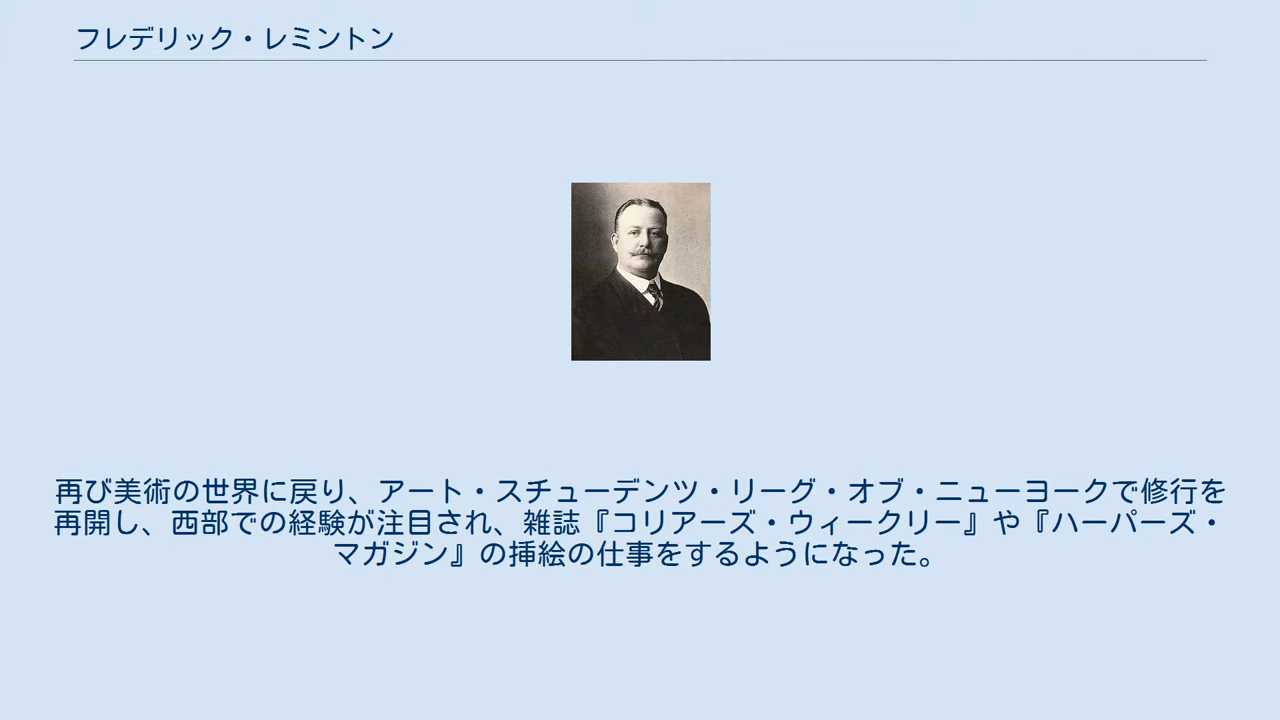 フレデリック・レミントン
再び美術の世界に戻り、アート・スチューデンツ・リーグ・オブ・ニューヨークで修行を
再開し、西部での経験が注目され、雑誌『コリアーズ・ウィークリー』や『ハーパーズ・
マガジン』の挿絵の仕事をするようになった。